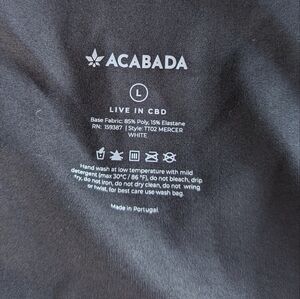 ACABADA
L
LIVE IN CBD
Base Fabric: 85% Poly, 15% Elastane
RN: 159387 | Style: TT02 MERCER
WHITE
Hand wash at low temperature with mild
detergent (max 30°C / 86 °F), do not bleach, drip
dry, do not iron, do not dry clean, do not wring
or twist, for best care use wash bag.
Made in Portugal